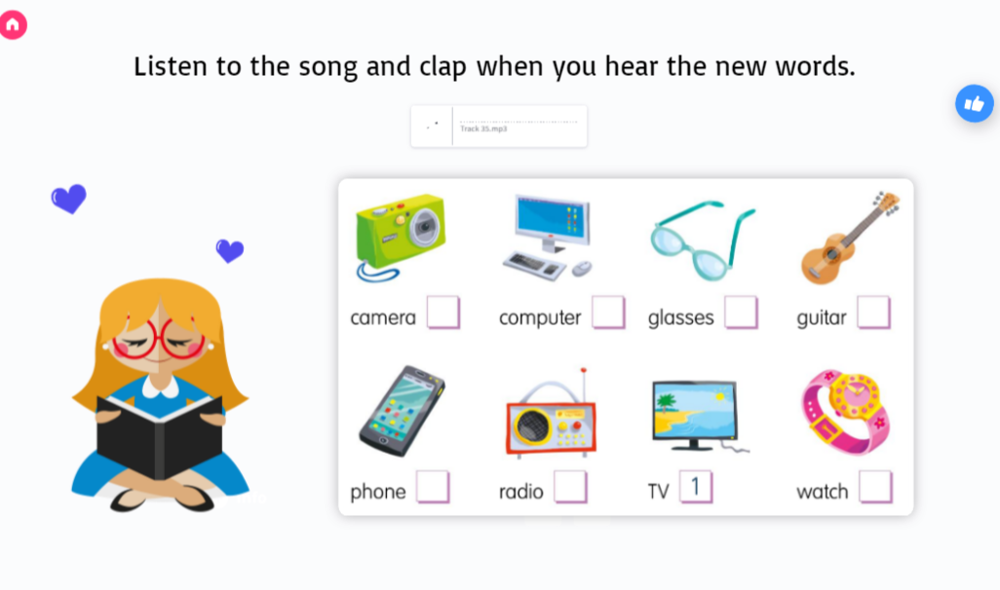 Listen to the song and clap when you hear the new words.
Track 35.mp3
camera computer glasses guitar
phone radio TV 1 watch